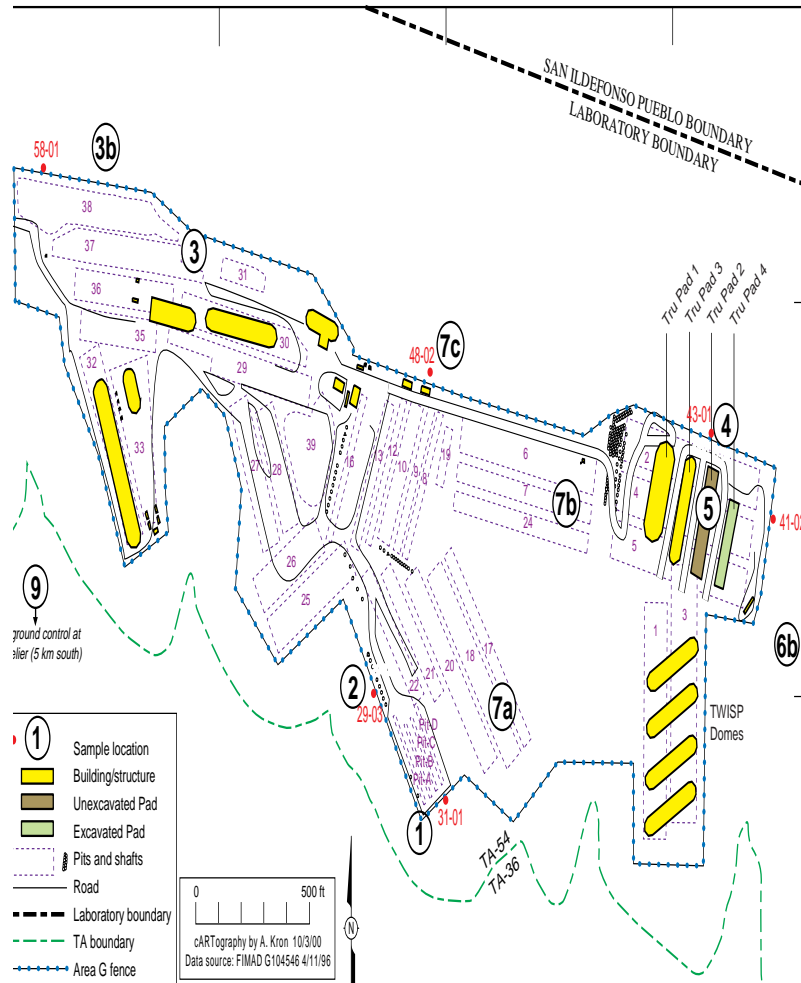 SAN ILDEFONSO PUEBLO BOUNDARY
LABORATORY BOUNDARY
58-01
3b
38
37
3
31
36
35
30
29
32
33
7c
48-02
Tru Pad 1
Tru Pad 3
Tru Pad 2
Tru Pad 4
43-01
4
39
27
28
16
13
12
10
9
8
19
6
7
24
7b
2
4
5
5
41-02
26
25
9
ground control at
elier (5 km south)
1
3
6b
2
29-03
22
21
20
18
17
7a
TWISP
Domes
Pit-D
Pit-C
Pit-B
Pit-A
31-01
1
TA-54
TA-36
1
Sample location
Building/structure
Unexcavated Pad
Excavated Pad
Pits and shafts
Road
Laboratory boundary
TA boundary
Area G fence
0 500 ft
cARTography by A. Kron 10/3/00
Data source: FIMAD G104546 4/11/96
N